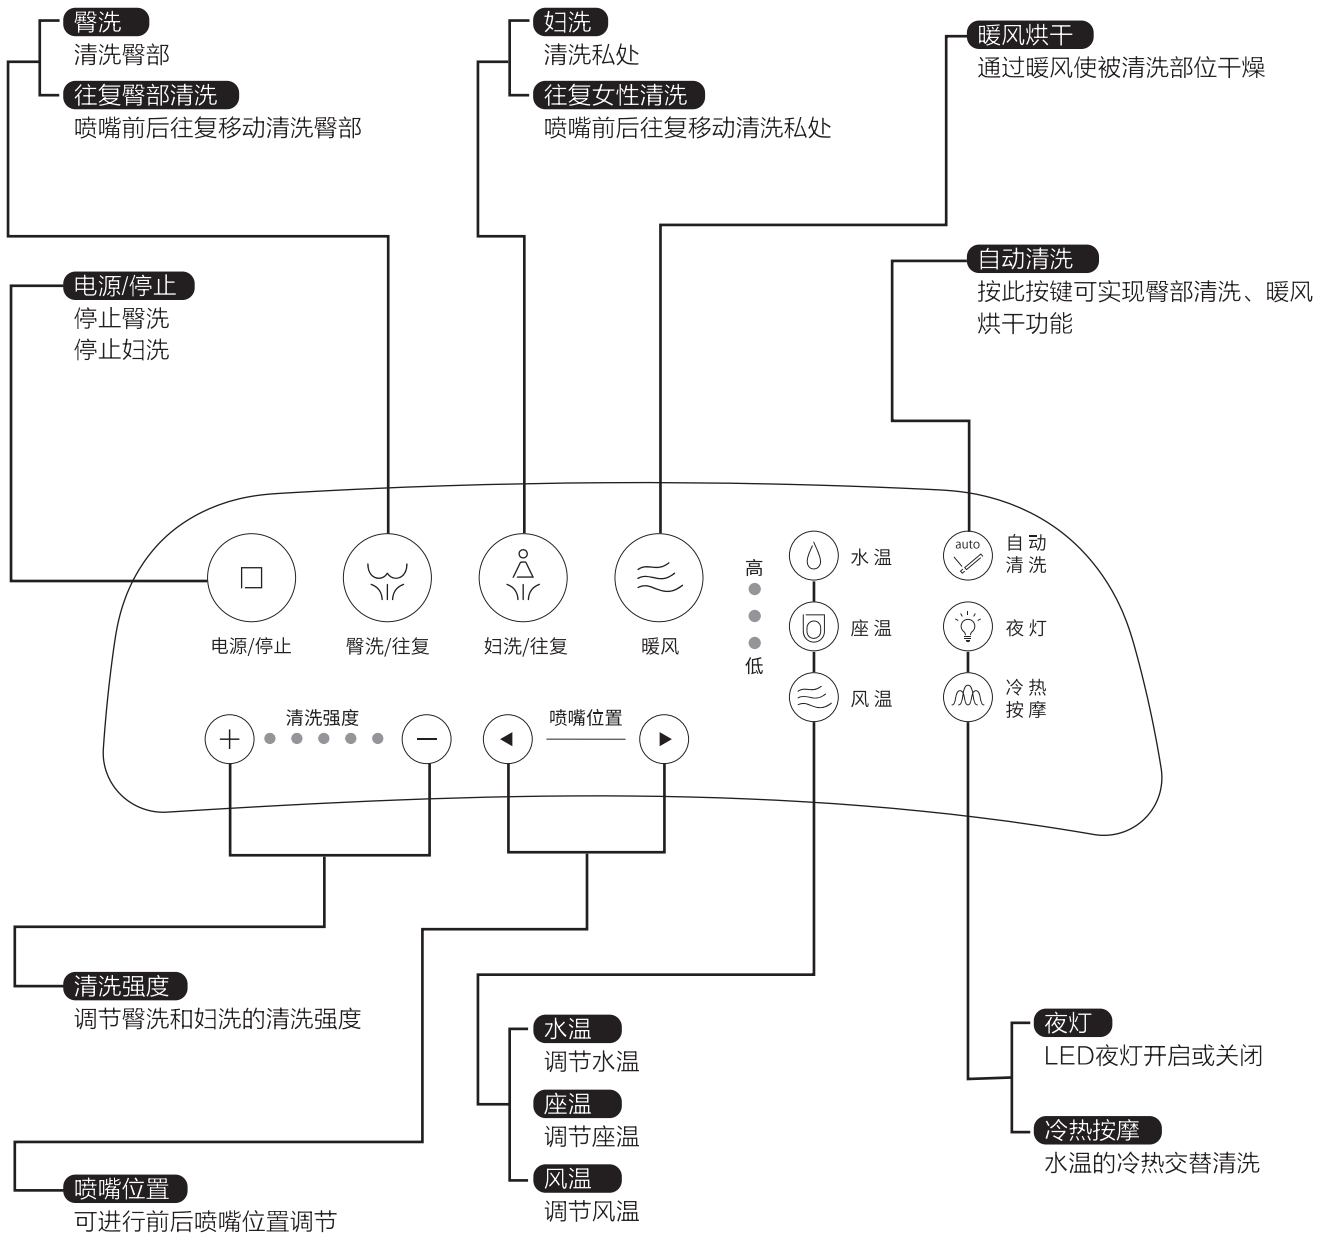 臀洗
清洗臀部
往复臀部清洗
喷嘴前后往复移动清洗臀部
妇洗
清洗私处
往复女性清洗
喷嘴前后往复移动清洗私处
暖风烘干
通过暖风使被清洗部位干燥
电源/停止
停止臀洗
停止妇洗
自动清洗
按此按键可实现臀部清洗、暖风
烘干功能
电源/停止
臀洗/往复
妇洗/往复
暖风
高
低
水温
座温
风温
auto
自动
清洗
夜灯
冷热
按摩
清洗强度
喷嘴位置
清洗强度
调节臀洗和妇洗的清洗强度
喷嘴位置
可进行前后喷嘴位置调节
水温
调节水温
座温
调节座温
风温
调节风温
夜灯
LED夜灯开启或关闭
冷热按摩
水温的冷热交替清洗